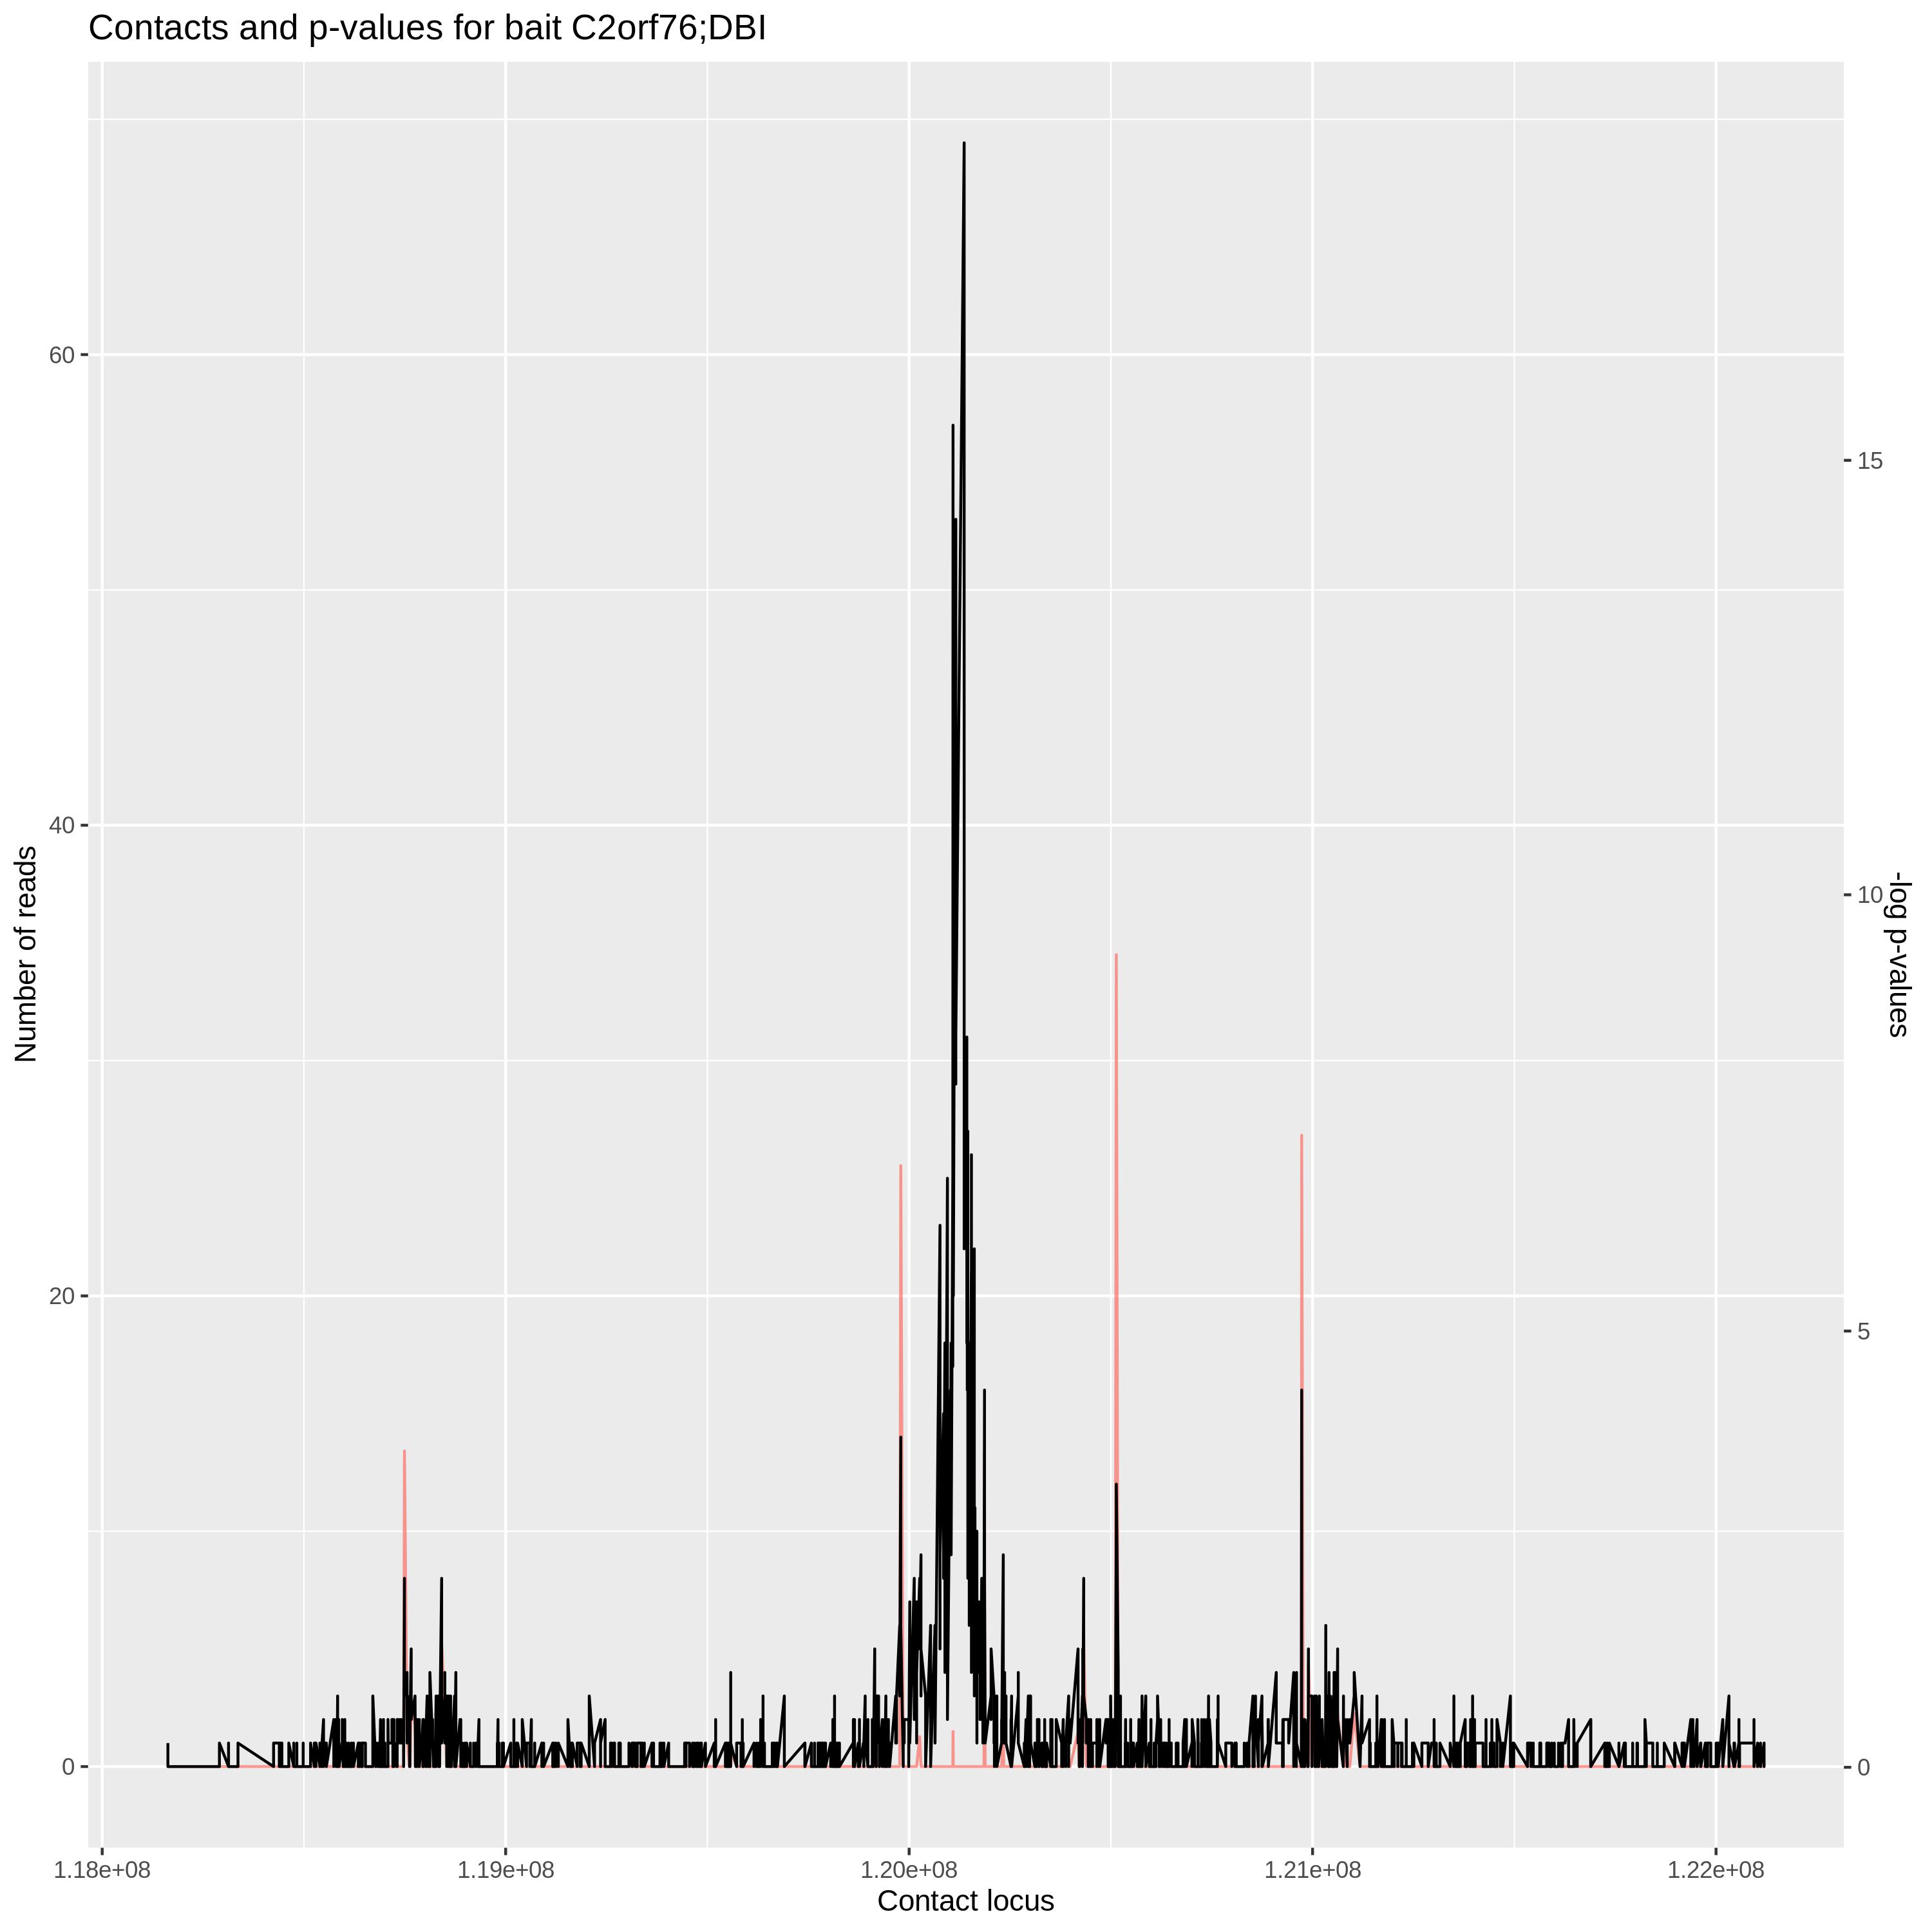 Contacts and p-values for bait C2orf76;DBI
Number of reads
60
40
20
0
15
10
5
0
-log p-values
1.18e+08
1.19e+08
1.20e+08
1.21e+08
1.22e+08
Contact locus